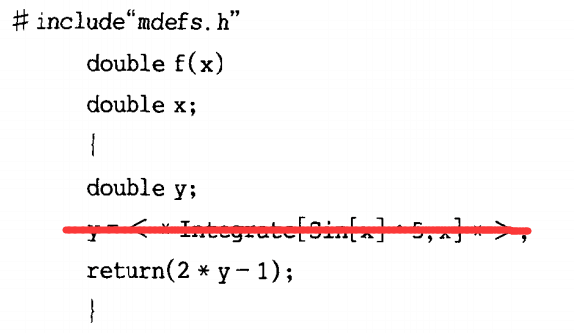 # include“mdefs.h”
double f(x)
double x;
{
double y;
y = < * Integrate[Sin[x]^5,x] * > ;
return(2 * y - 1);
}